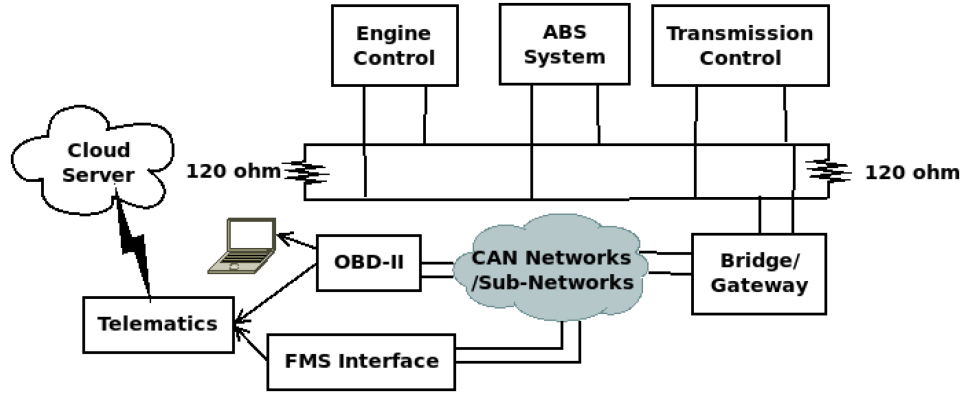 Engine
Control
ABS
System
Transmission
Control
Cloud
Server
120 ohm
120 ohm
OBD-II
CAN Networks
/Sub-Networks
Bridge/
Gateway
Telematics
FMS Interface